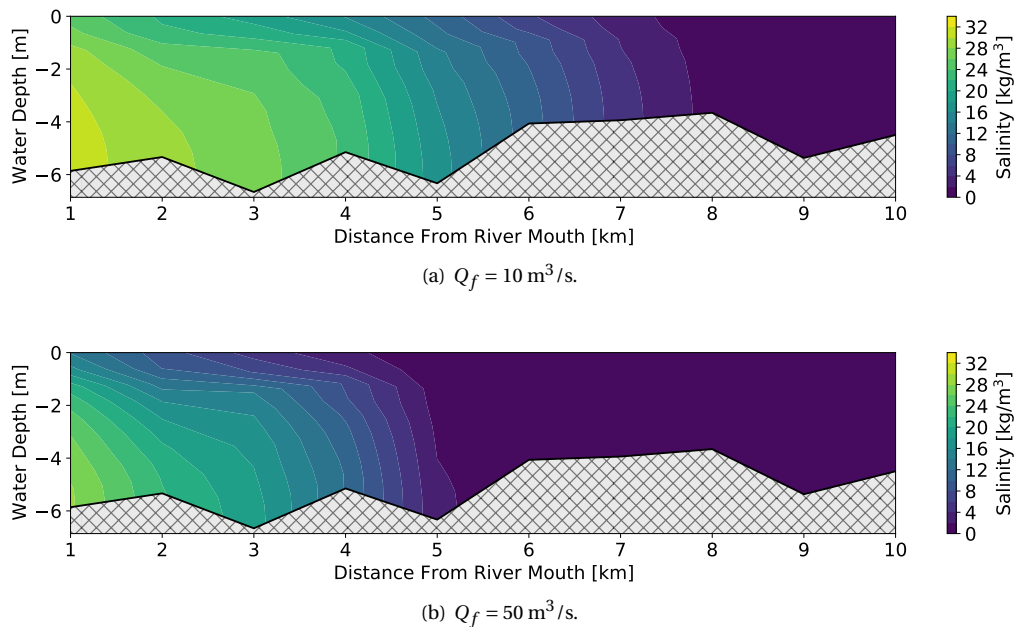 0
−2
−4
−6
Water Depth [m]
1 2 3 4 5 6 7 8 9 10
Distance From River Mouth [km]
32
28
24
20
16
12
8
4
0
Salinity [kg/m³]
(a) Q_f = 10 m³/s.
0
−2
−4
−6
Water Depth [m]
1 2 3 4 5 6 7 8 9 10
Distance From River Mouth [km]
32
28
24
20
16
12
8
4
0
Salinity [kg/m³]
(b) Q_f = 50 m³/s.